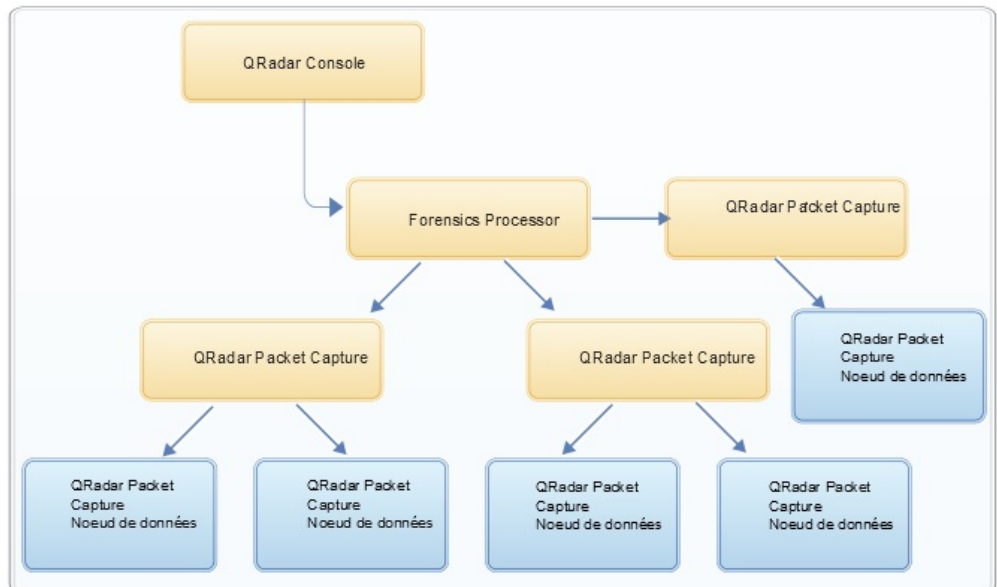 QRadar Console
Forensics Processor
QRadar Packet Capture
QRadar Packet Capture
QRadar Packet Capture
QRadar Packet
Capture
Noeud de données
QRadar Packet
Capture
Noeud de données
QRadar Packet
Capture
Noeud de données
QRadar Packet
Capture
Noeud de données
QRadar Packet
Capture
Noeud de données